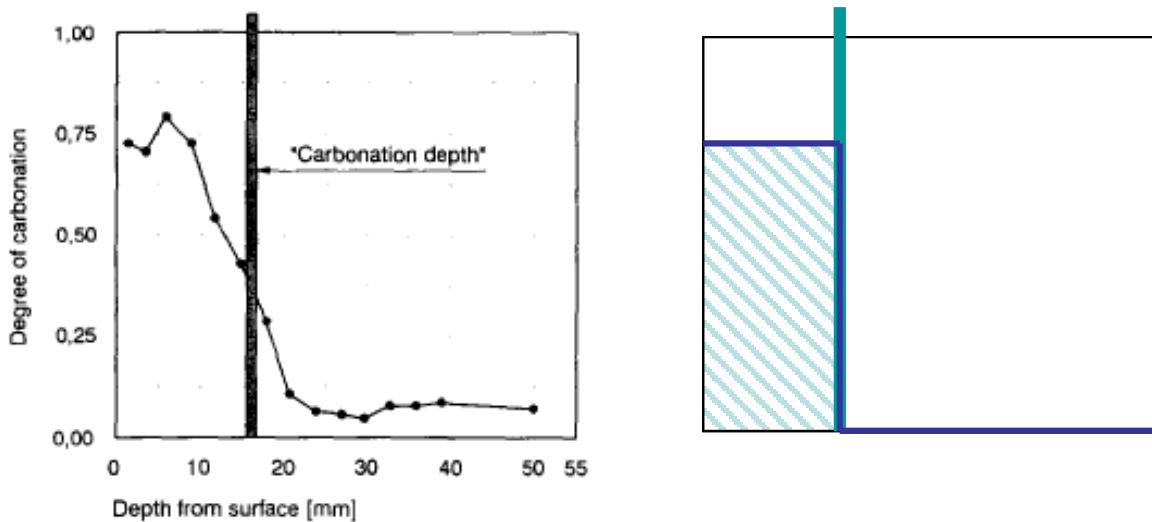 1,00
0,75
0,50
0,25
0,00
Degree of carbonation
"Carbonation depth"
0 10 20 30 40 50 55
Depth from surface [mm]